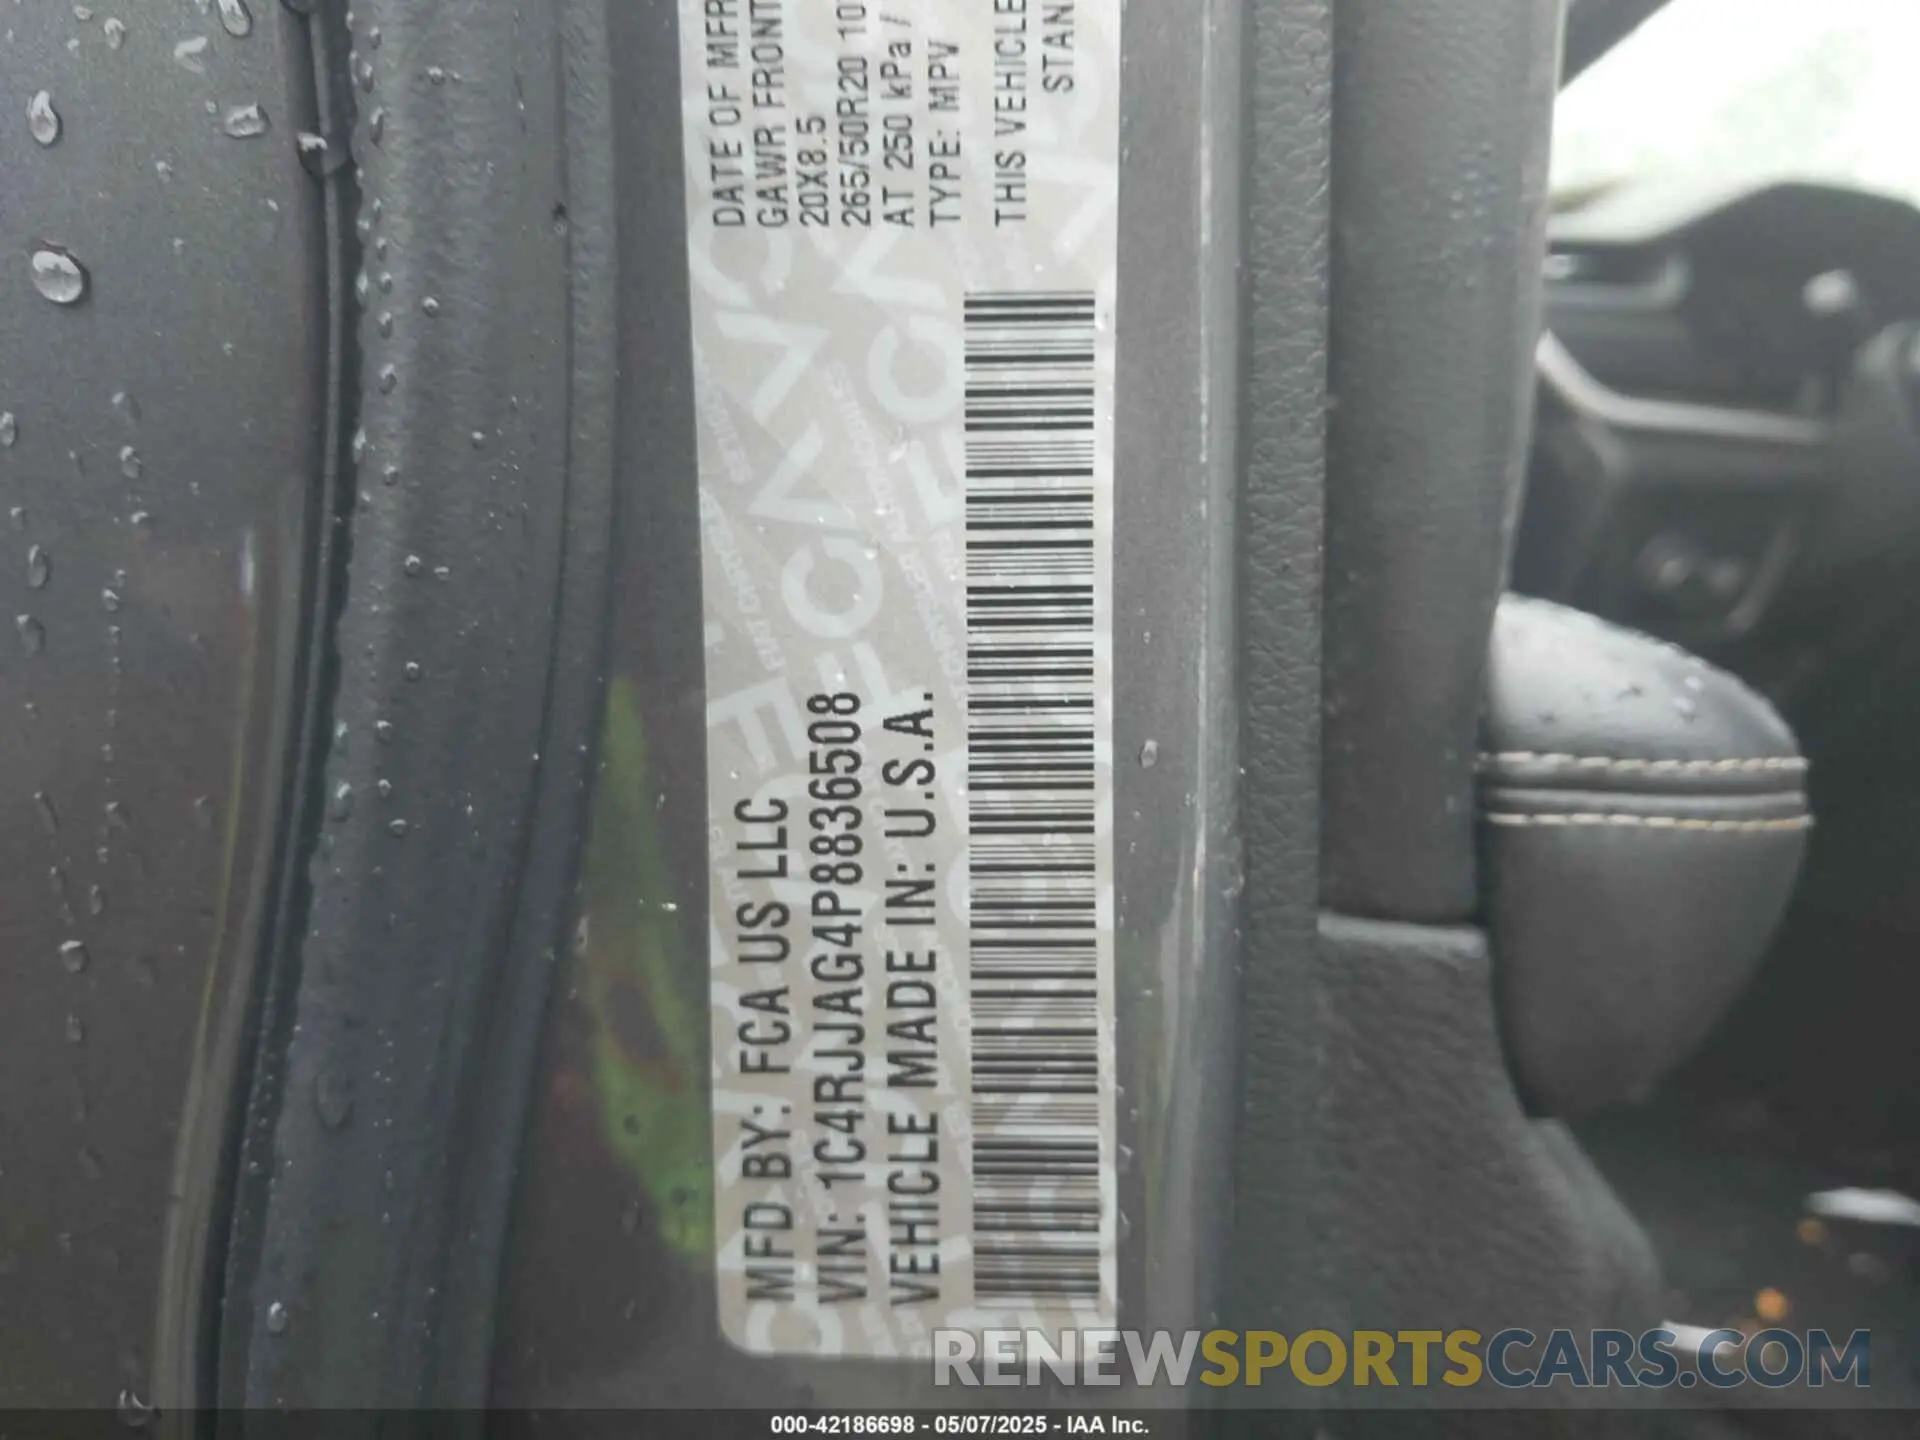 MFD BY: FCA US LLC
VIN: 1C4RJJAG4P8836508
VEHICLE MADE IN: U.S.A.
DATE OF MFR
GAWR FRONT
20X8.5
265/50R20 10
AT 250 kPa /
TYPE: MPV
THIS VEHICLE
STAN
RENEWSPORTSCARS.COM
000-42186698 - 05/07/2025 - IAA Inc.